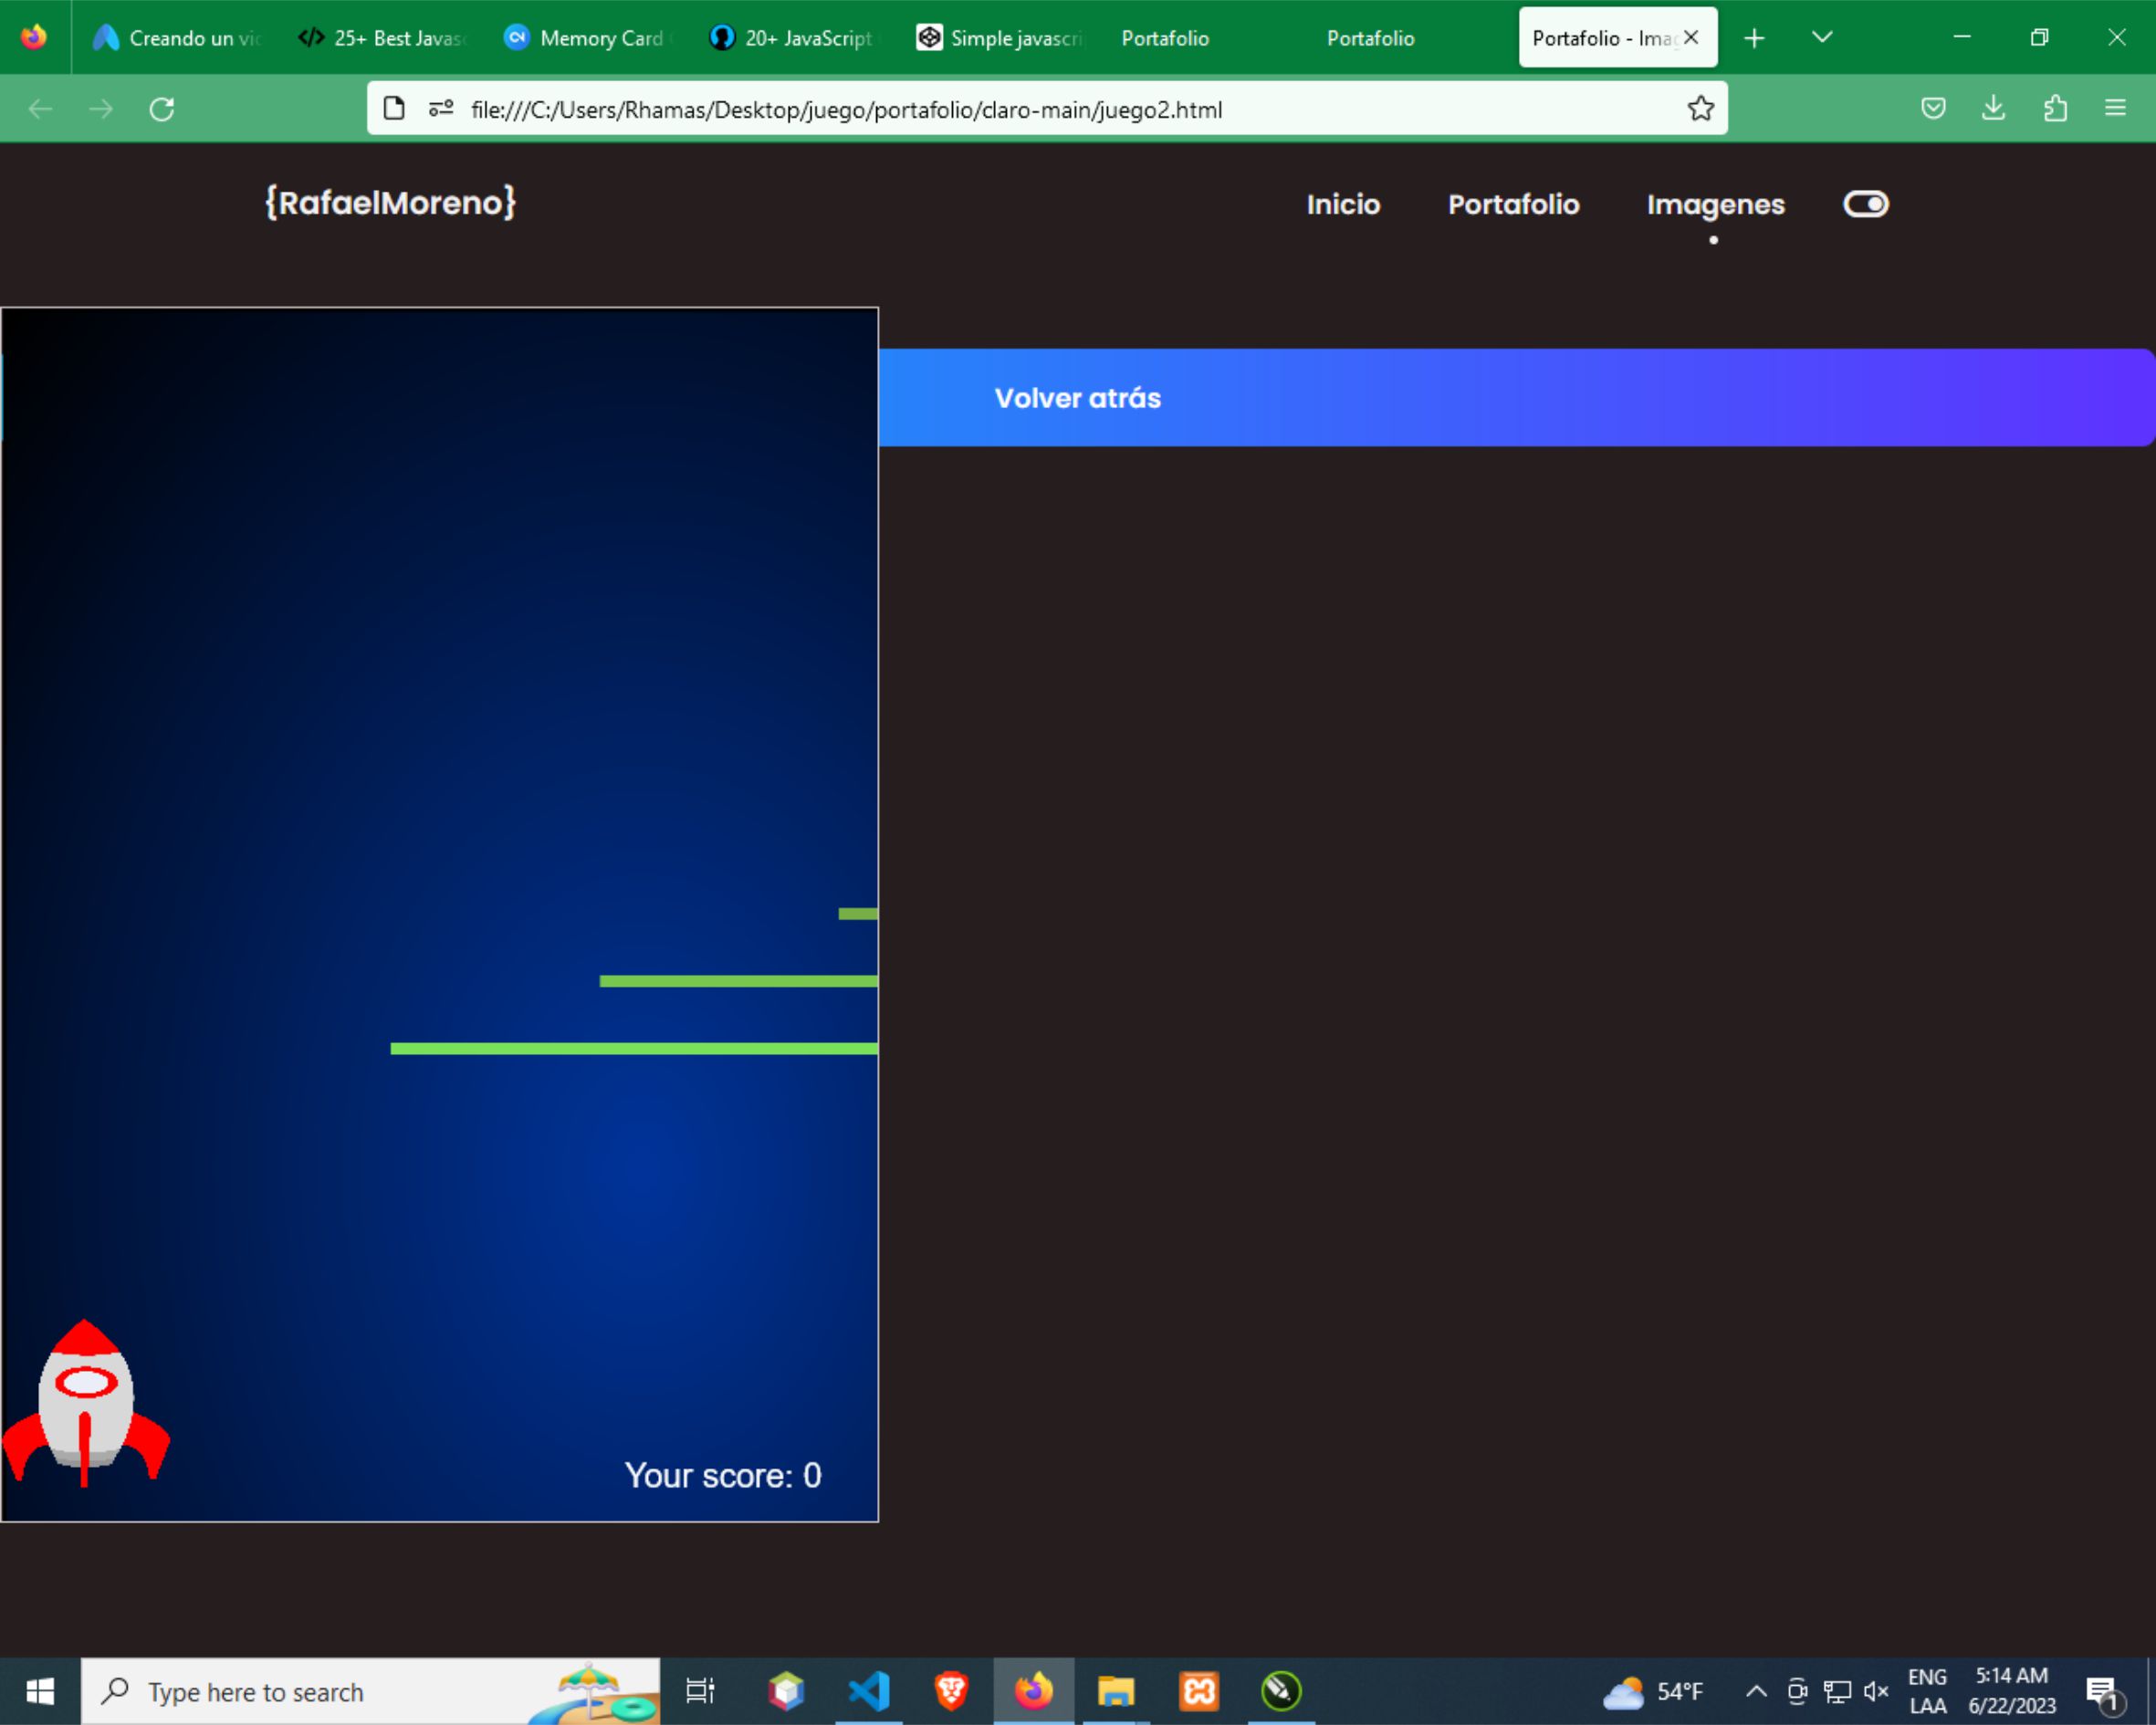 Creando un vi
25+ Best Javas
Memory Card
20+ JavaScript
Simple javascri
Portafolio
Portafolio
Portafolio - Ima
file:///C:/Users/Rhamas/Desktop/juego/portafolio/claro-main/juego2.html
{RafaelMoreno}
Inicio
Portafolio
Imagenes
Volver atrás
Your score: 0
Type here to search
54°F
ENG
LAA
5:14 AM
6/22/2023
1